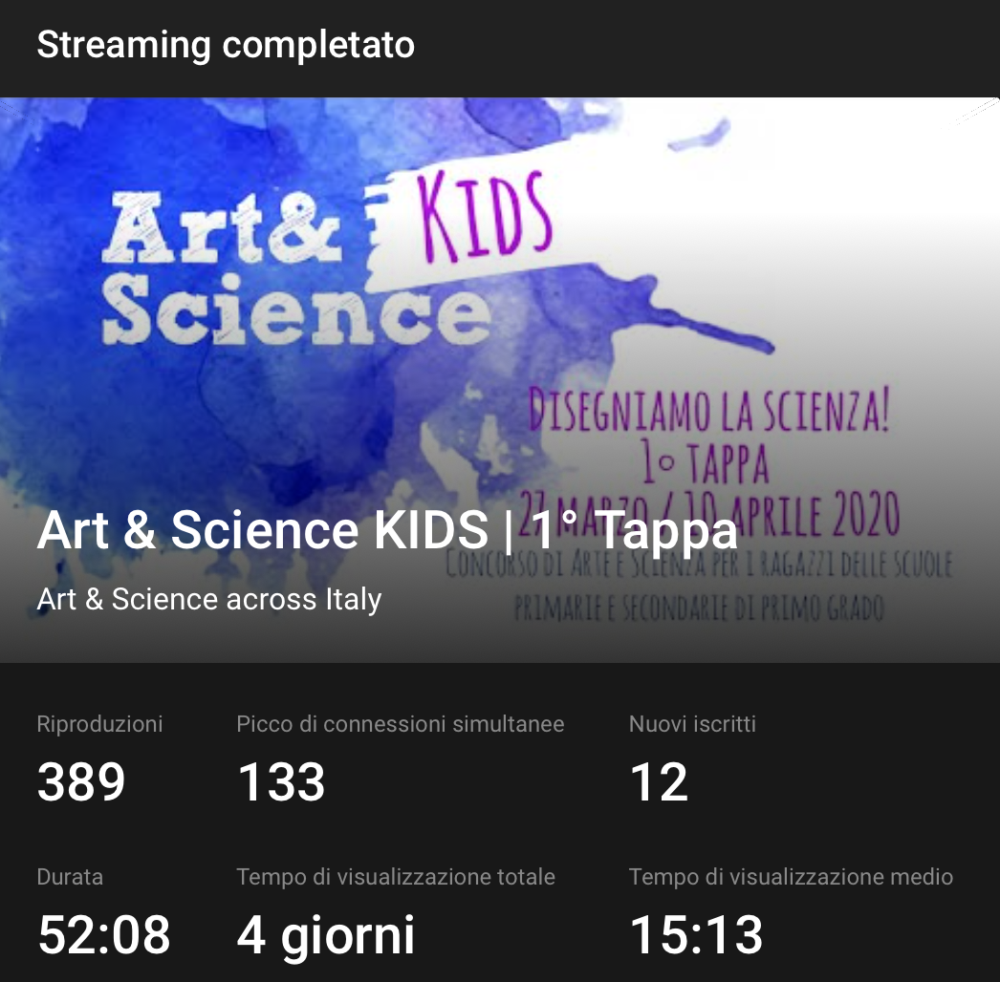 Streaming completato
Art& KIDS
Science
DISEGNIAMO LA SCIENZA!
1° TAPPA
27 MARZO / 10 APRILE 2020
Art & Science KIDS | 1° Tappa
CONCORSO DI ARTE E SCIENZA PER I RAGAZZI DELLE SCUOLE
Art & Science across Italy
PRIMARIE E SECONDARIE DI PRIMO GRADO
Riproduzioni
389
Picco di connessioni simultanee
133
Nuovi iscritti
12
Durata
52:08
Tempo di visualizzazione totale
4 giorni
Tempo di visualizzazione medio
15:13